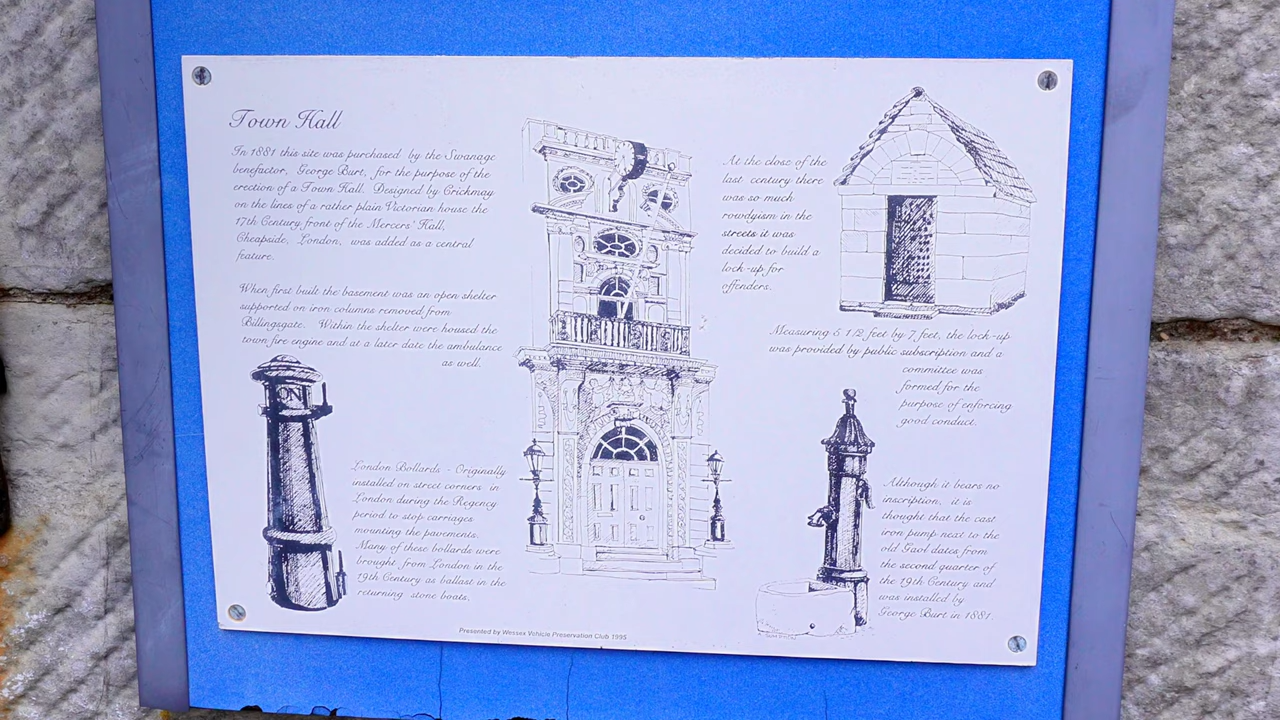 Town Hall
In 1881 this site was purchased by the Swanage
benefactor, George Burt, for the purpose of the
erection of a Town Hall. Designed by Crickmay
on the lines of a rather plain Victorian house the
17th Century front of the Mercers' Hall,
Cheapside, London, was added as a central
feature.
When first built the basement was an open shelter
supported on iron columns removed from
Billingsgate. Within the shelter were housed the
town fire engine and at a later date the ambulance
as well.
ON
London Bollards - Originally
installed on street corners in
London during the Regency
period to stop carriages
mounting the pavements.
Many of these bollards were
brought from London in the
19th Century as ballast in the
returning stone boats.
At the close of the
last century there
was so much
rowdyism in the
streets it was
decided to build a
lock-up for
offenders.
Measuring 5 1/2 feet by 7 feet, the lock-up
was provided by public subscription and a
committee was
formed for the
purpose of enforcing
good conduct.
Although it bears no
inscription, it is
thought that the cast
iron pump next to the
old Gaol dates from
the second quarter of
the 19th Century and
was installed by
George Burt in 1881.
Presented by Wessex Vehicle Preservation Club 1995